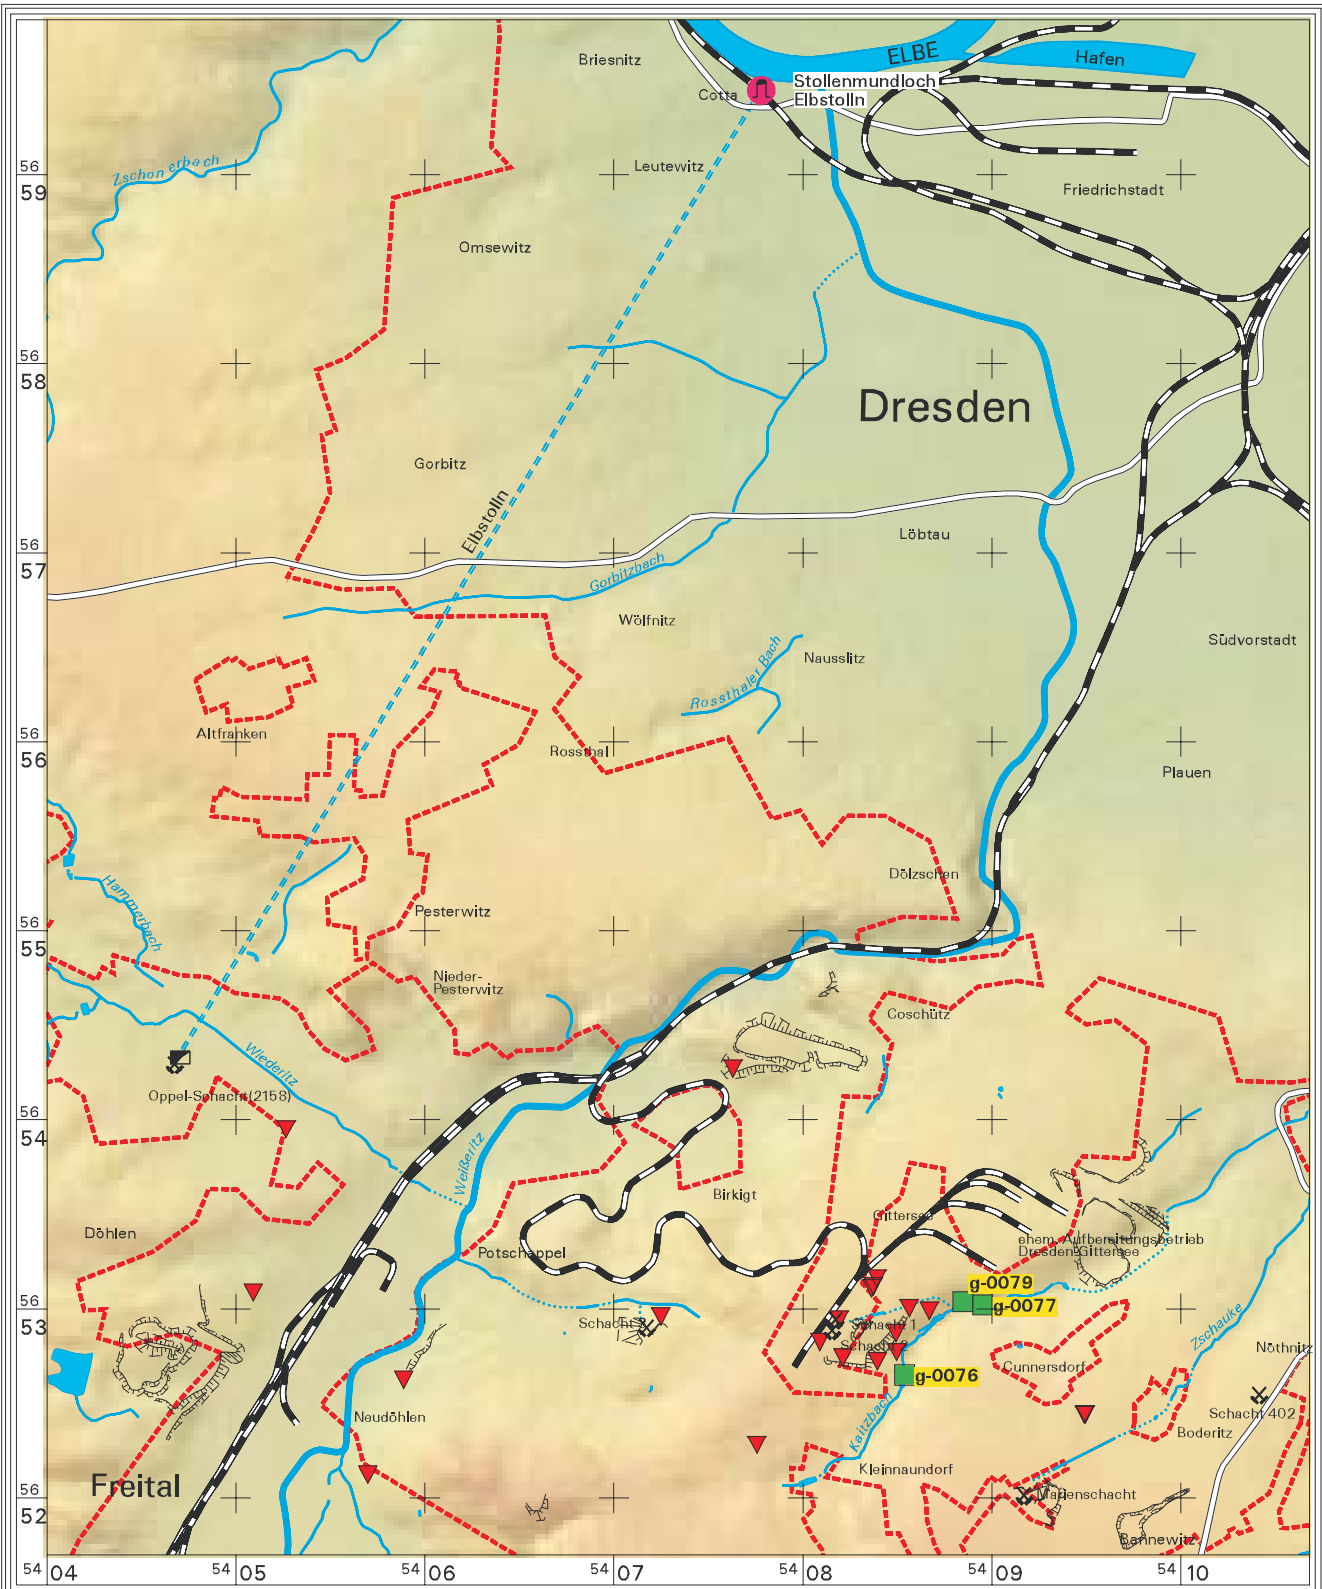 Briesnitz
ELBE
Hafen
Stollenmundloch
Elbstolln
Cotta
Zschonerbach
Leutewitz
56
59
Friedrichstadt
Omsewitz
56
58
Dresden
Gorbitz
Elbstolln
Löbtau
56
57
Gorbitzbach
Wölfnitz
Südvorstadt
Nausslitz
Rossthaler Bach
Altfranken
Rossthal
56
56
Plauen
Dölzschen
Hammerbach
Pesterwitz
56
55
Nieder-
Pesterwitz
Coschütz
Wiederitz
Oppel-Schacht(2158)
56
54
Weißeritz
Birkigt
Gittersee
Döhlen
Potschappel
ehem. Aufbereitungsbetrieb
Dresden-Gittersee
g-0079
g-0077
56
53
Schacht 3
Schacht 1
Schacht 2
Zschauke
Nöthnitz
Cunnersdorf
g-0076
Neudöhlen
Kaitzbach
Schacht 402
Boderitz
Kleinnaundorf
Freital
56
52
Marienschacht
Bannewitz
54 04
54 05
54 06
54 07
54 08
54 09
54 10